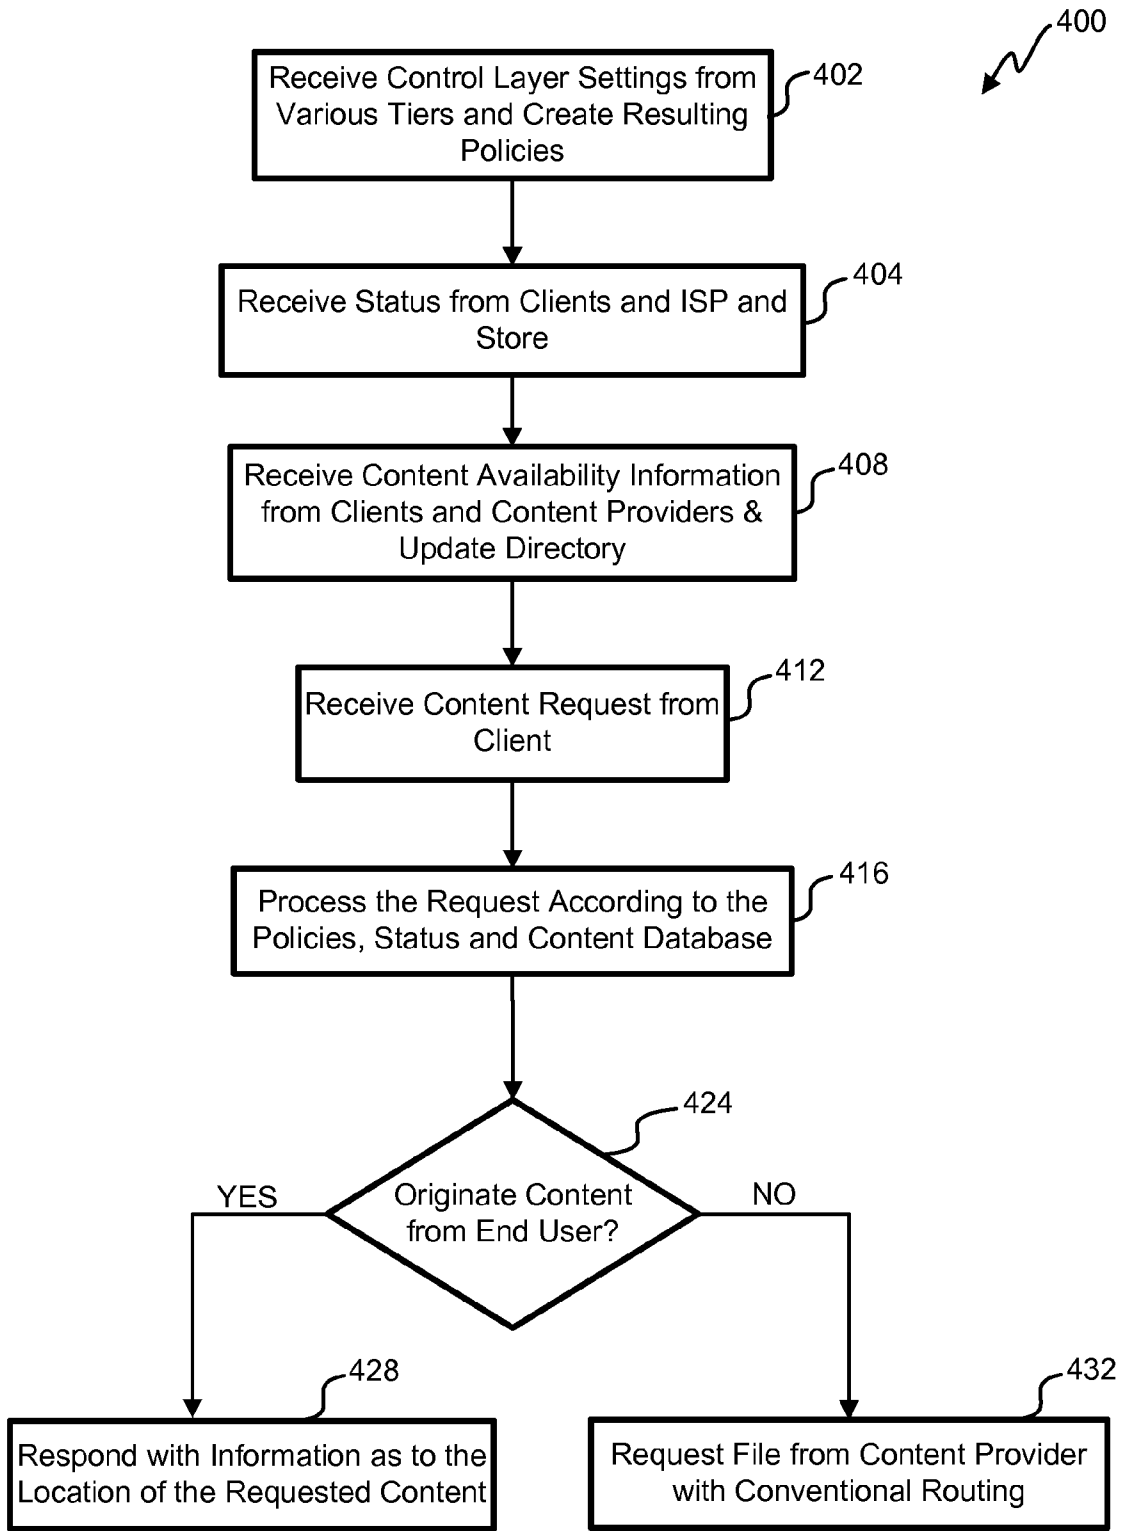 400
Receive Control Layer Settings from
Various Tiers and Create Resulting
Policies
402
Receive Status from Clients and ISP and
Store
404
Receive Content Availability Information
from Clients and Content Providers &
Update Directory
408
Receive Content Request from
Client
412
Process the Request According to the
Policies, Status and Content Database
416
Originate Content
from End User?
424
YES
NO
Respond with Information as to the
Location of the Requested Content
428
Request File from Content Provider
with Conventional Routing
432